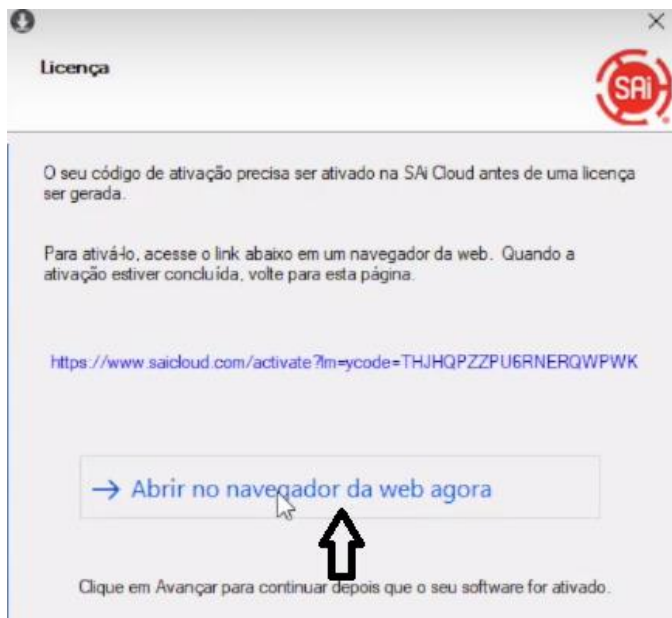 Licença
SAi
O seu código de ativação precisa ser ativado na SAi Cloud antes de uma licença
ser gerada.
Para ativá-lo, acesse o link abaixo em um navegador da web. Quando a
ativação estiver concluída, volte para esta página.
https://www.saicloud.com/activate?lm=ycode=THJHQPZZPU6RNERQWPWK
→ Abrir no navegador da web agora
Clique em Avançar para continuar depois que o seu software for ativado.